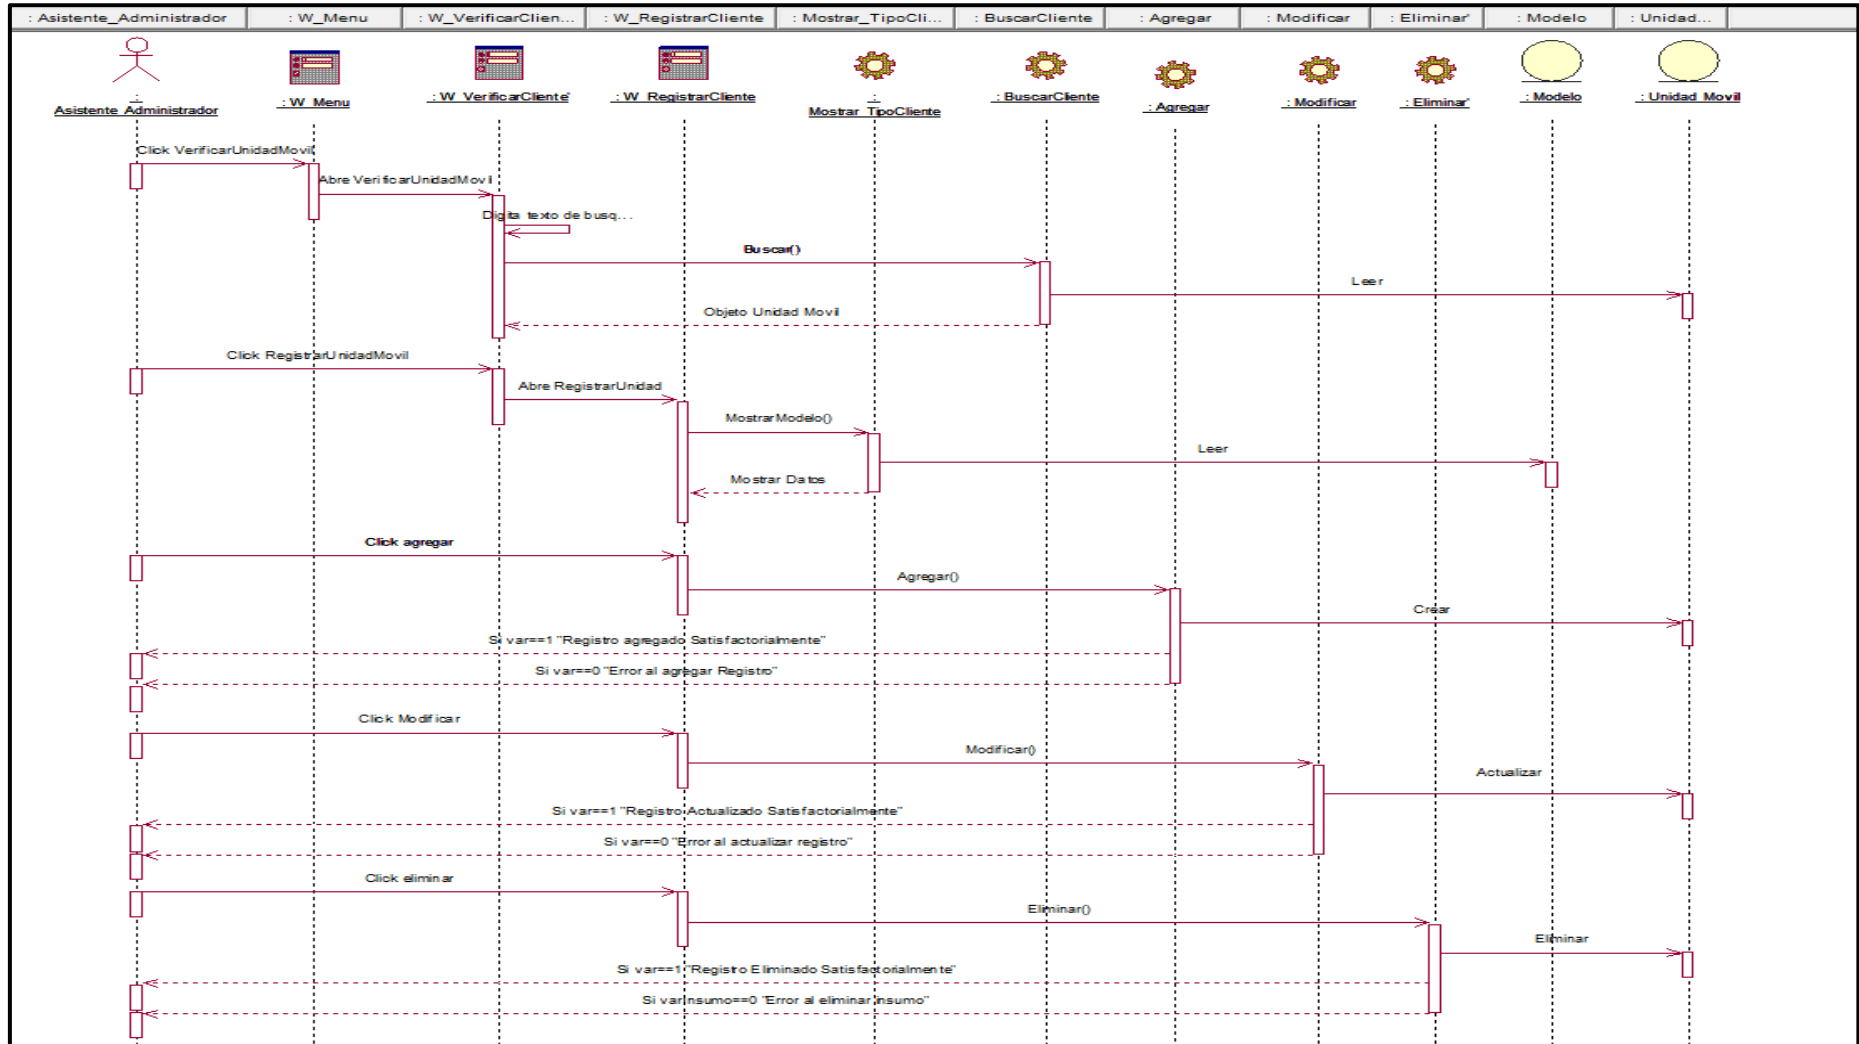 : Asistente_Administrador
: W_Menu
: W_VerificarClien...
: W_RegistrarCliente
: Mostrar_TipoCli...
: BuscarCliente
: Agregar
: Modificar
: Eliminar'
: Modelo
: Unidad...
:
Asistente_Administrador
: W_Menu
: W_VerificarCliente'
: W_RegistrarCliente
:
Mostrar_TipoCliente
: BuscarCliente
: Agregar
: Modificar
: Eliminar'
: Modelo
: Unidad Movil
Click VerificarUnidadMovil
Abre VerificarUnidadMovil
Digita texto de busq...
Buscar()
Leer
Objeto Unidad Movil
Click RegistrarUnidadMovil
Abre RegistrarUnidad
MostrarModelo()
Leer
Mostrar Datos
Click agregar
Agregar()
Crear
Si var==1 "Registro agregado Satisfactorialmente"
Si var==0 "Error al agregar Registro"
Click Modificar
Modificar()
Actualizar
Si var==1 "Registro Actualizado Satisfactorialmente"
Si var==0 "Error al actualizar registro"
Click eliminar
Eliminar()
Eliminar
Si var==1 "Registro Eliminado Satisfactorialmente"
Si varInsumo==0 "Error al eliminar insumo"